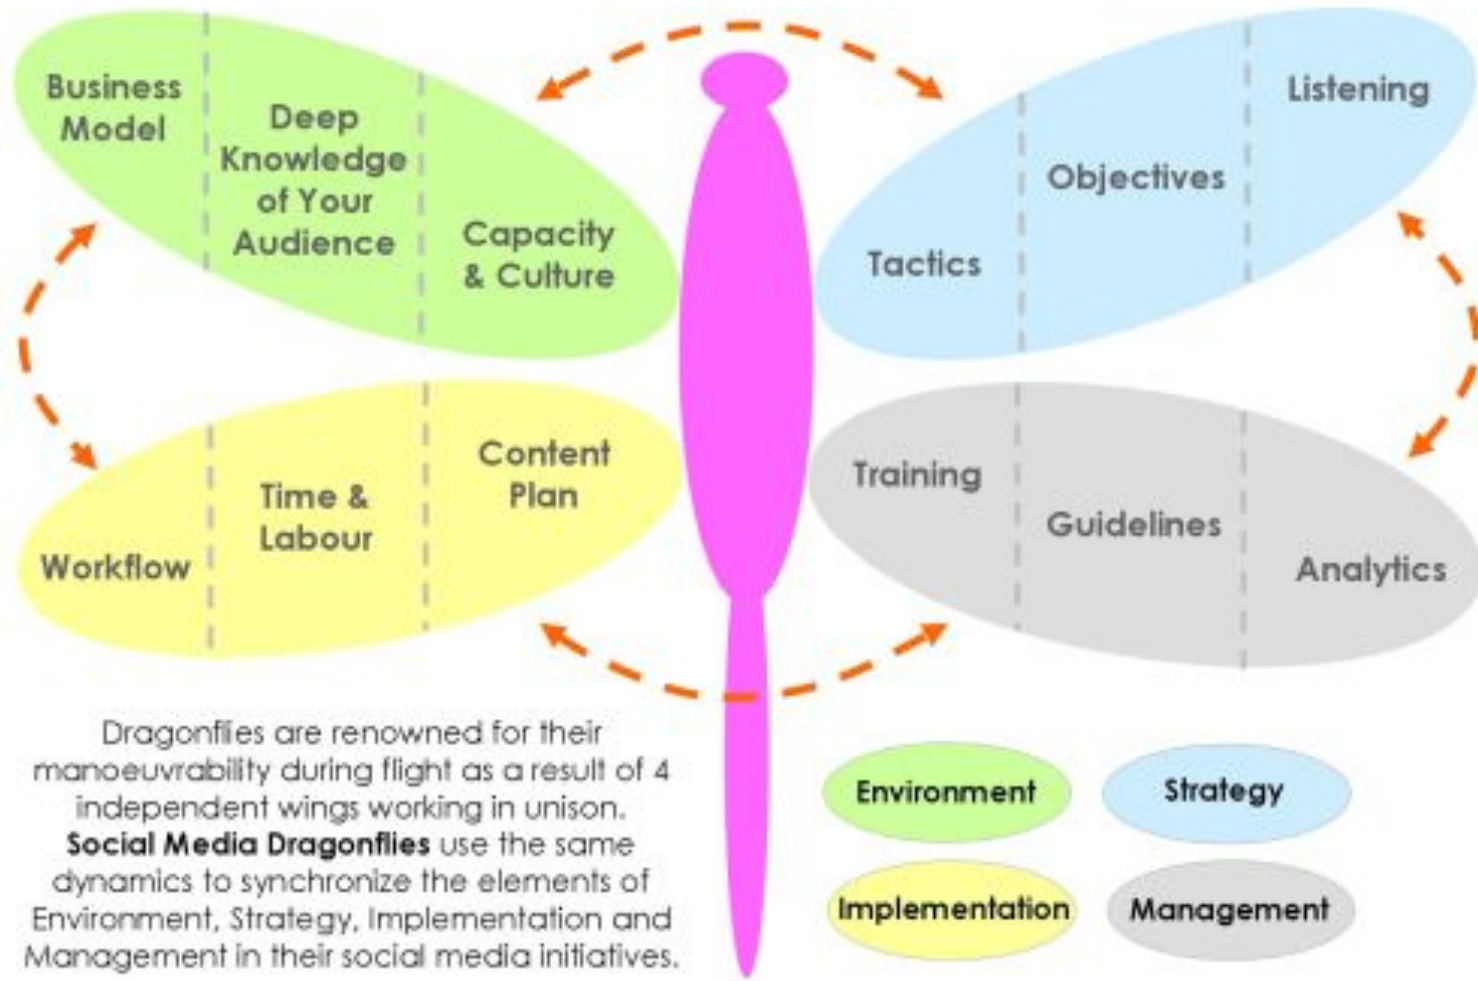 Business
Model
Deep
Knowledge
of Your
Audience
Capacity
& Culture
Tactics
Objectives
Listening
Workflow
Time &
Labour
Content
Plan
Training
Guidelines
Analytics
Dragonflies are renowned for their
manoeuvrability during flight as a result of 4
independent wings working in unison.
Social Media Dragonflies use the same
dynamics to synchronize the elements of
Environment, Strategy, Implementation and
Management in their social media initiatives.
Environment
Strategy
Implementation
Management